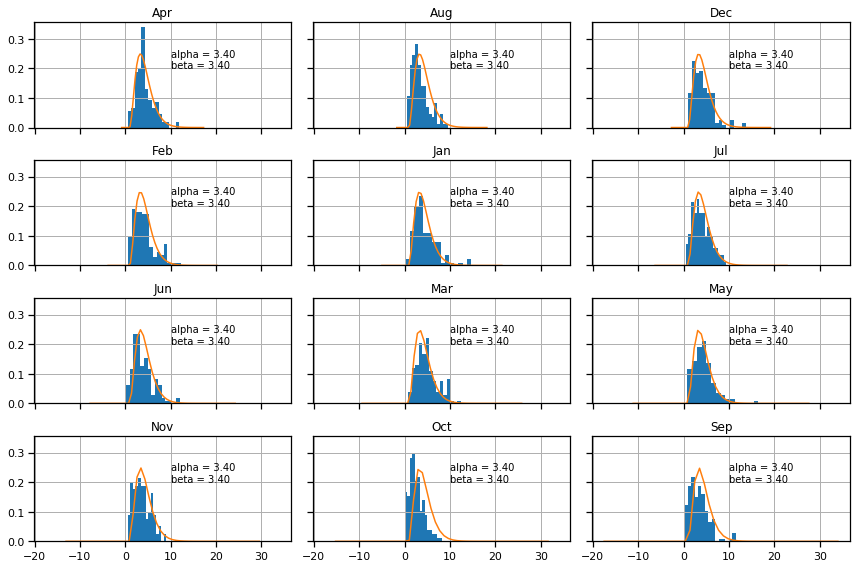 Apr Aug Dec
0.3
0.2
0.1
0.0
alpha = 3.40
beta = 3.40
alpha = 3.40
beta = 3.40
alpha = 3.40
beta = 3.40
Feb Jan Jul
0.3
0.2
0.1
0.0
alpha = 3.40
beta = 3.40
alpha = 3.40
beta = 3.40
alpha = 3.40
beta = 3.40
Jun Mar May
0.3
0.2
0.1
0.0
alpha = 3.40
beta = 3.40
alpha = 3.40
beta = 3.40
alpha = 3.40
beta = 3.40
Nov Oct Sep
0.3
0.2
0.1
0.0
alpha = 3.40
beta = 3.40
alpha = 3.40
beta = 3.40
alpha = 3.40
beta = 3.40
−20 −10 0 10 20 30 −20 −10 0 10 20 30 −20 −10 0 10 20 30